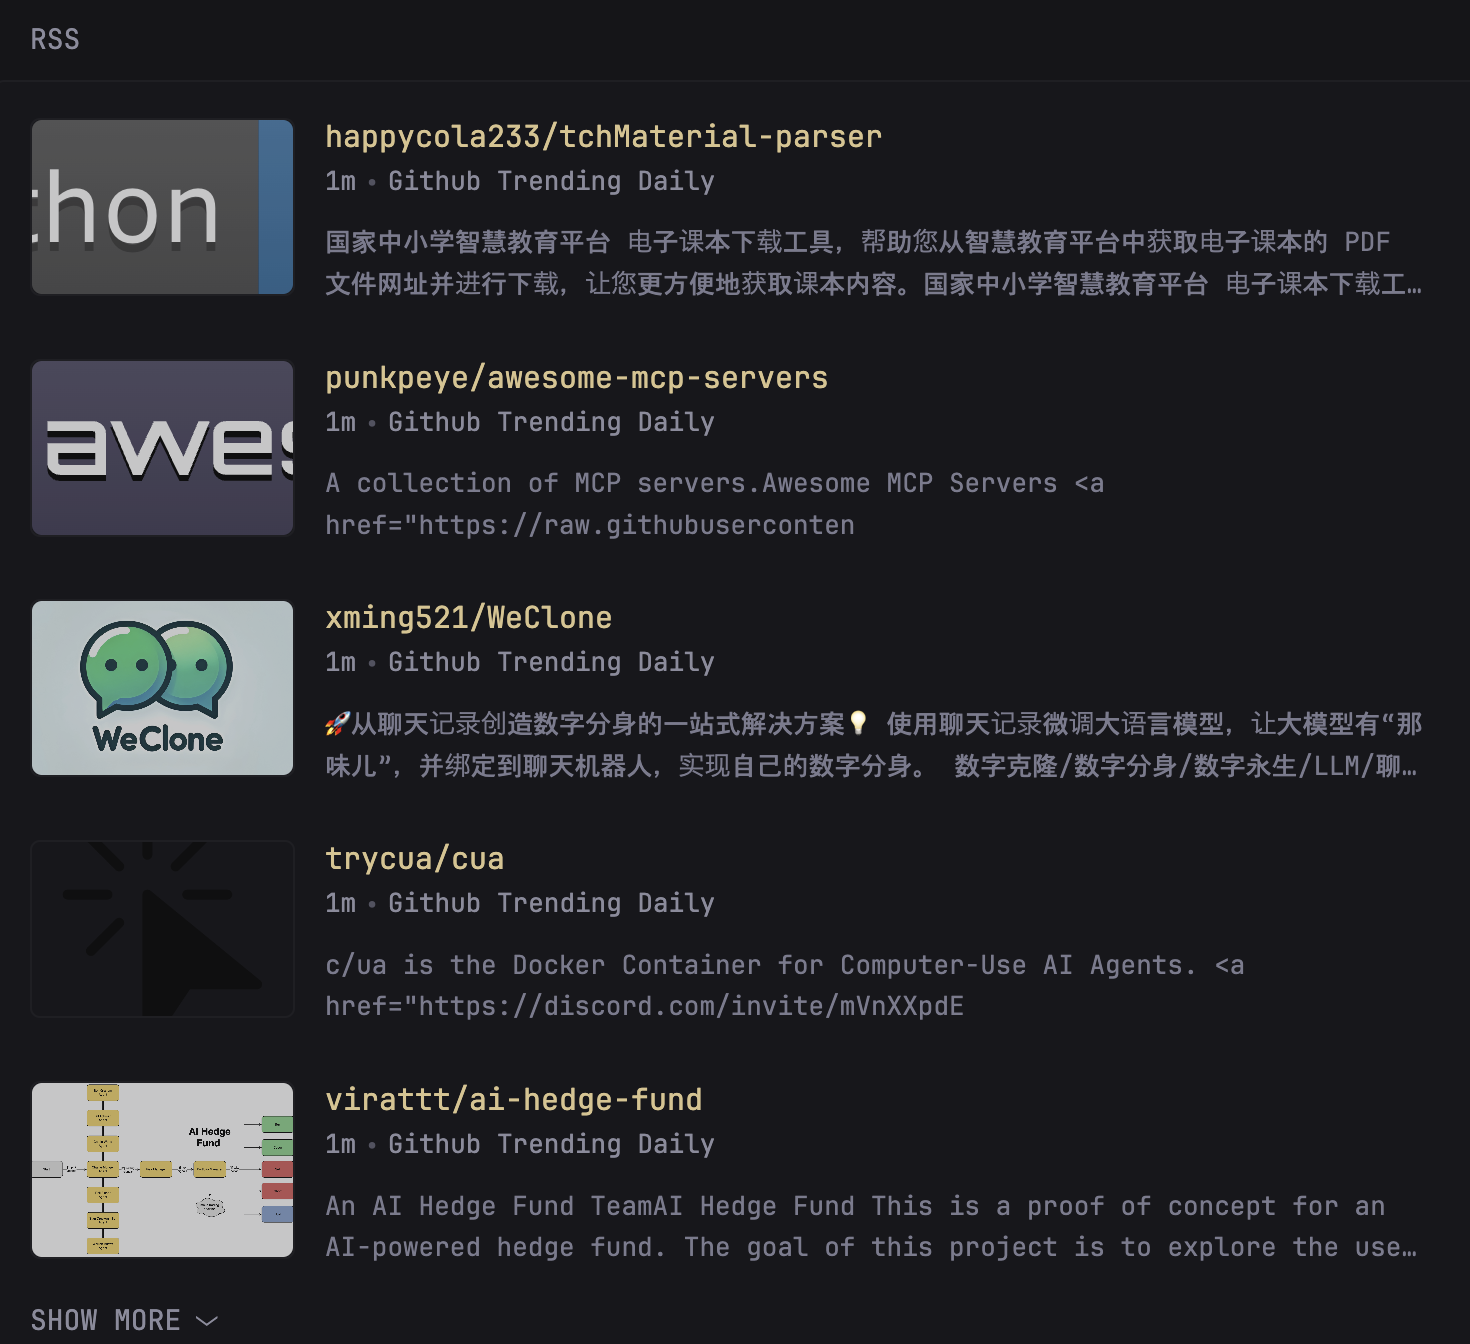 RSS
thon
happycola233/tchMaterial-parser
1m • Github Trending Daily
国家中小学智慧教育平台 电子课本下载工具，帮助您从智慧教育平台中获取电子课本的 PDF
文件网址并进行下载，让您更方便地获取课本内容。国家中小学智慧教育平台 电子课本下载工…
awes
punkpeye/awesome-mcp-servers
1m • Github Trending Daily
A collection of MCP servers.Awesome MCP Servers <a
href="https://raw.githubuserconten
WeClone
xming521/WeClone
1m • Github Trending Daily
🚀从聊天记录创造数字分身的一站式解决方案💡 使用聊天记录微调大语言模型，让大模型有“那
味儿”，并绑定到聊天机器人，实现自己的数字分身。 数字克隆/数字分身/数字永生/LLM/聊…
trycua/cua
1m • Github Trending Daily
c/ua is the Docker Container for Computer-Use AI Agents. <a
href="https://discord.com/invite/mVnXXpdE
AI Hedge
Fund
virattt/ai-hedge-fund
1m • Github Trending Daily
An AI Hedge Fund TeamAI Hedge Fund This is a proof of concept for an
AI-powered hedge fund. The goal of this project is to explore the use…
SHOW MORE